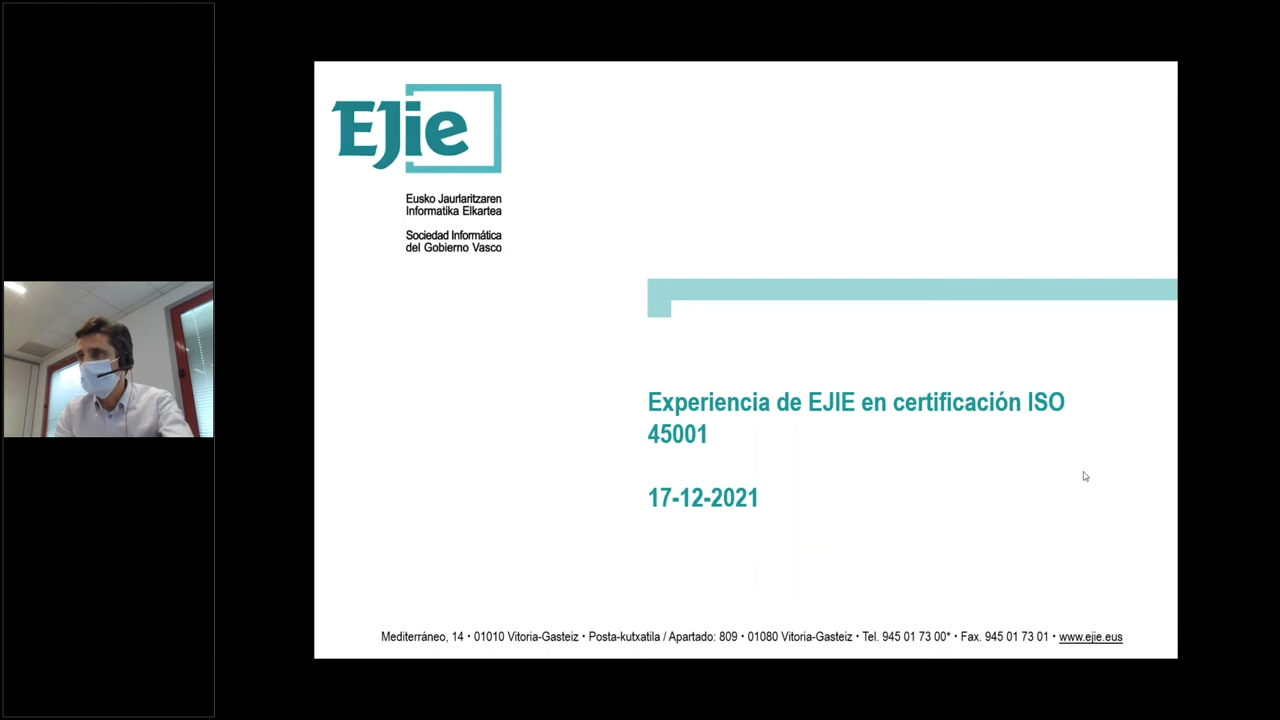 EJie
Eusko Jaurlaritzaren
Informatika Elkartea
Sociedad Informática
del Gobierno Vasco
Experiencia de EJIE en certificación ISO
45001
17-12-2021
Mediterráneo, 14 • 01010 Vitoria-Gasteiz • Posta-kutxatila / Apartado: 809 • 01080 Vitoria-Gasteiz • Tel. 945 01 73 00* • Fax. 945 01 73 01 • www.ejie.eus